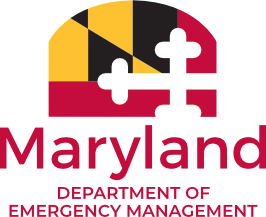 Maryland
DEPARTMENT OF
EMERGENCY MANAGEMENT